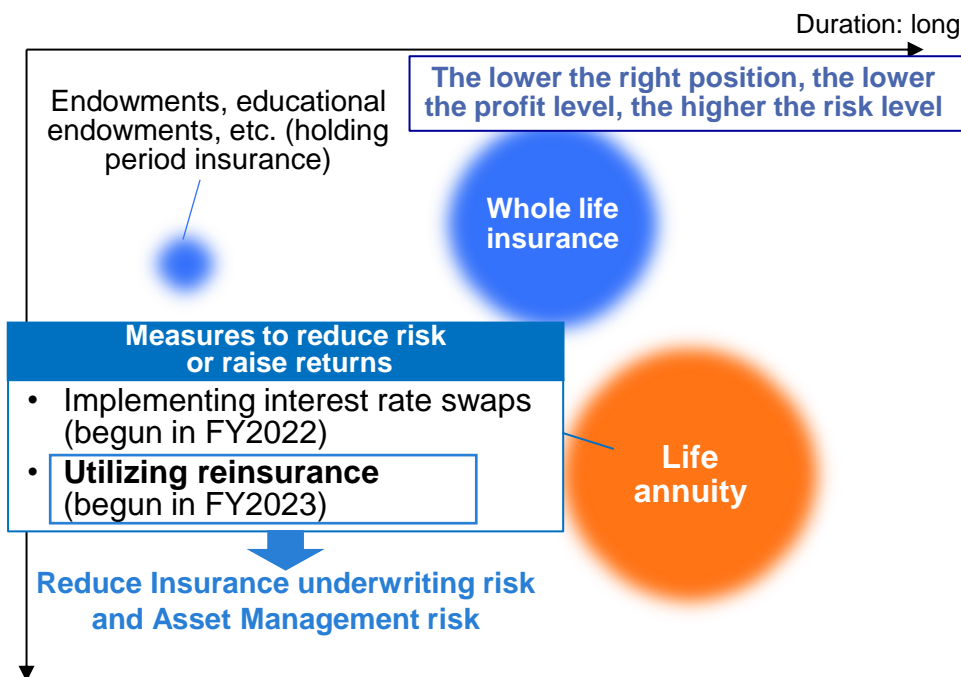 Duration: long
The lower the right position, the lower
the profit level, the higher the risk level
Endowments, educational
endowments, etc. (holding
period insurance)
Whole life
insurance
Measures to reduce risk
or raise returns
• Implementing interest rate swaps
(begun in FY2022)
• Utilizing reinsurance
(begun in FY2023)
Life
annuity
Reduce Insurance underwriting risk
and Asset Management risk